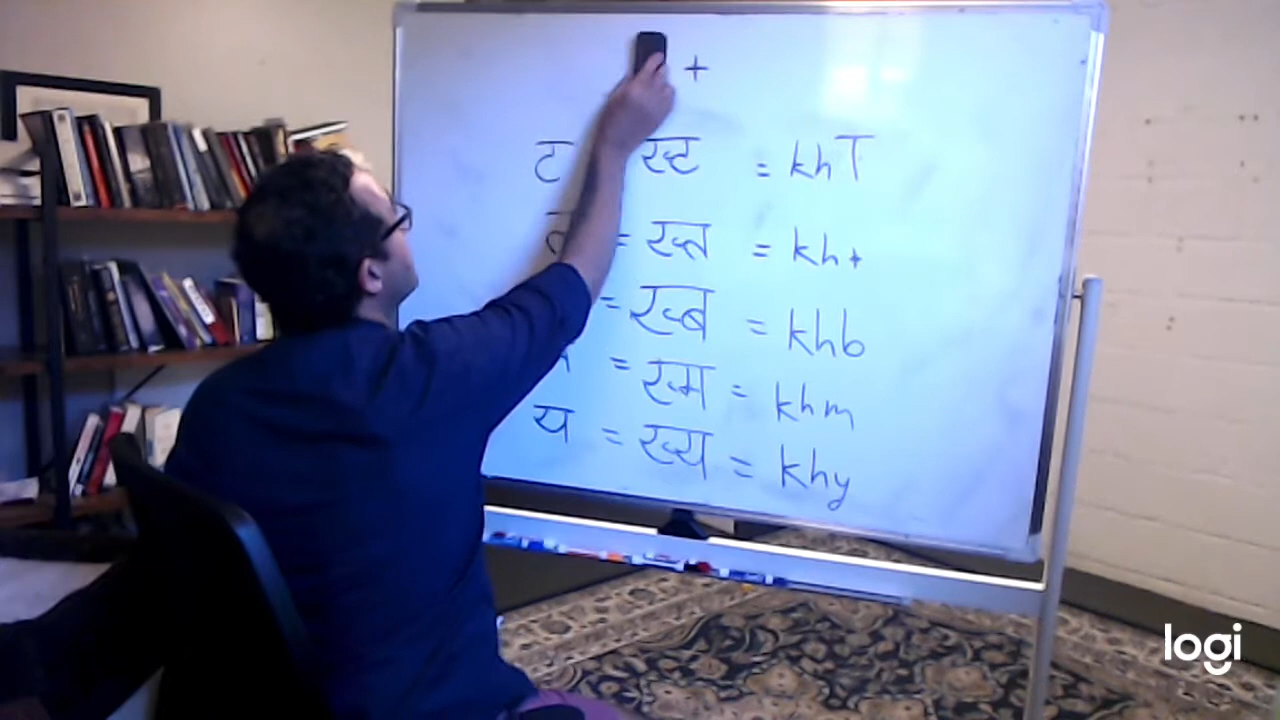 +
ट ख्ट = khT
= ख्त = kht
= ख्ब = khb
= ख्म = khm
य = ख्य = khy
logi